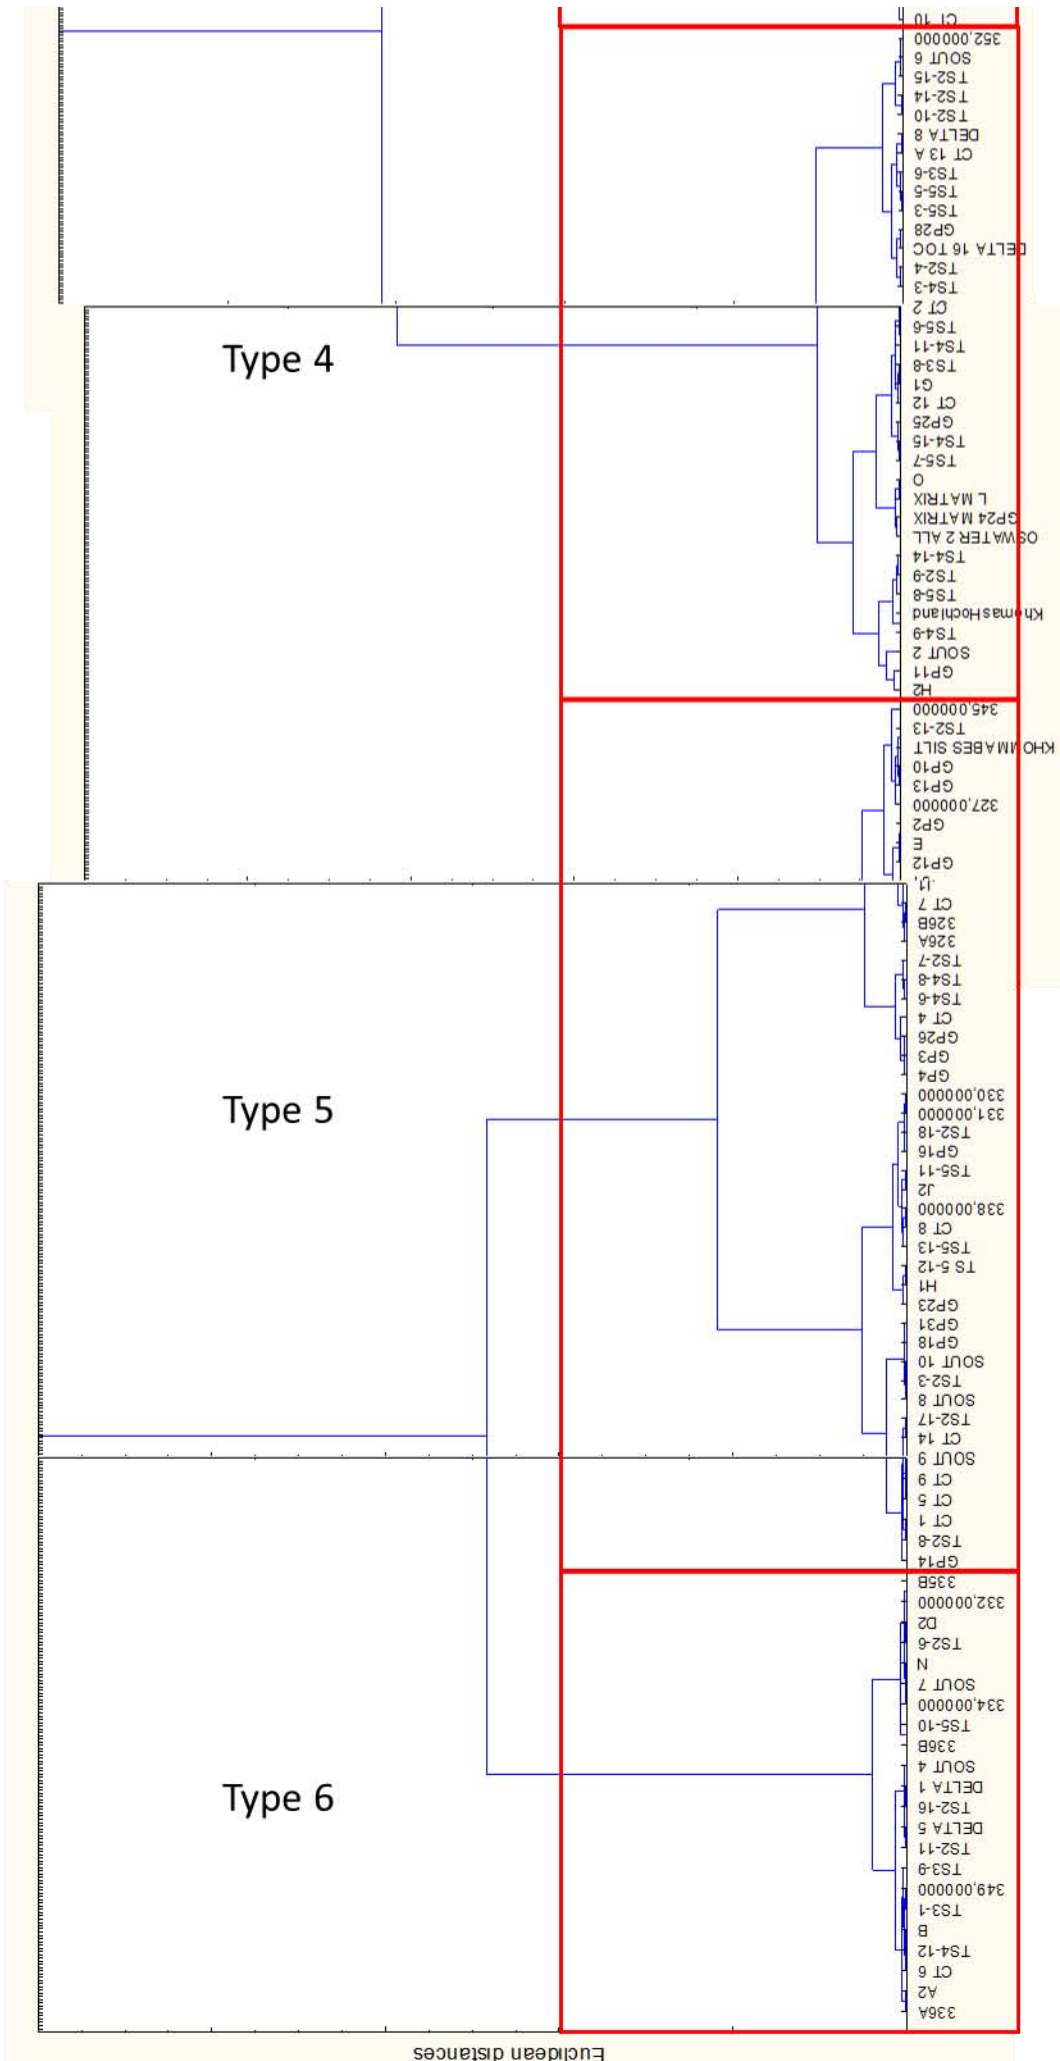 CT 10
352,000000
SOUT 6
TS2-15
TS2-14
TS2-10
DELTA 8
CT 13 A
TS3-6
TS5-5
TS5-3
GP28
DELTA 16 TOC
TS2-4
TS4-3
CT 2
TS5-6
Type 4
TS4-11
TS3-8
G1
CT 12
GP25
TS4-15
TS5-7
O
L MATRIX
GP24 MATRIX
OSWATER 2 ALL
TS4-14
TS2-9
TS5-8
KhomasHochland
TS4-9
SOUT 2
GP11
H2
345,000000
TS2-13
KHOMMABES SILT
GP10
GP13
327,000000
GP2
E
GP12
CT 7
326B
326A
TS2-7
TS4-8
TS4-6
CT 4
GP26
GP3
GP4
330,000000
Type 5
331,000000
TS2-18
GP16
TS5-11
J2
338,000000
CT 8
TS5-13
TS 5-12
H1
GP23
GP31
GP18
SOUT 10
TS2-3
SOUT 8
TS2-17
CT 14
SOUT 9
CT 9
CT 5
CT 1
TS2-8
GP14
335B
332,000000
D2
TS2-6
N
SOUT 7
334,000000
TS5-10
336B
SOUT 4
DELTA 1
Type 6
TS2-16
DELTA 5
TS2-11
TS3-9
349,000000
TS3-1
B
TS4-12
CT 6
A2
336A
Euclidean distances